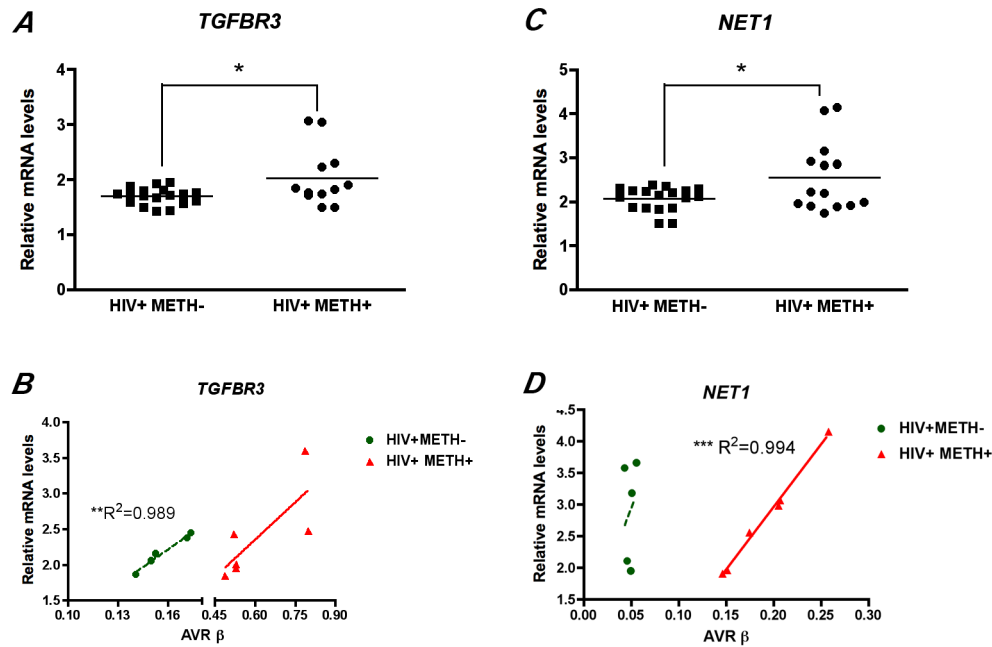 A
TGFBR3
*
Relative mRNA levels
4
3
2
1
0
HIV+ METH-
HIV+ METH+
C
NET1
*
Relative mRNA levels
5
4
3
2
1
0
HIV+ METH-
HIV+ METH+
B
TGFBR3
Relative mRNA levels
4.0
3.5
3.0
2.5
2.0
1.5
**R²=0.989
HIV+METH-
HIV+ METH+
0.10
0.13
0.16
0.45
0.60
0.75
0.90
AVR β
D
NET1
Relative mRNA levels
4.5
4.0
3.5
3.0
2.5
2.0
1.5
*** R²=0.994
HIV+METH-
HIV+ METH+
0.00
0.05
0.10
0.15
0.20
0.25
0.30
AVR β